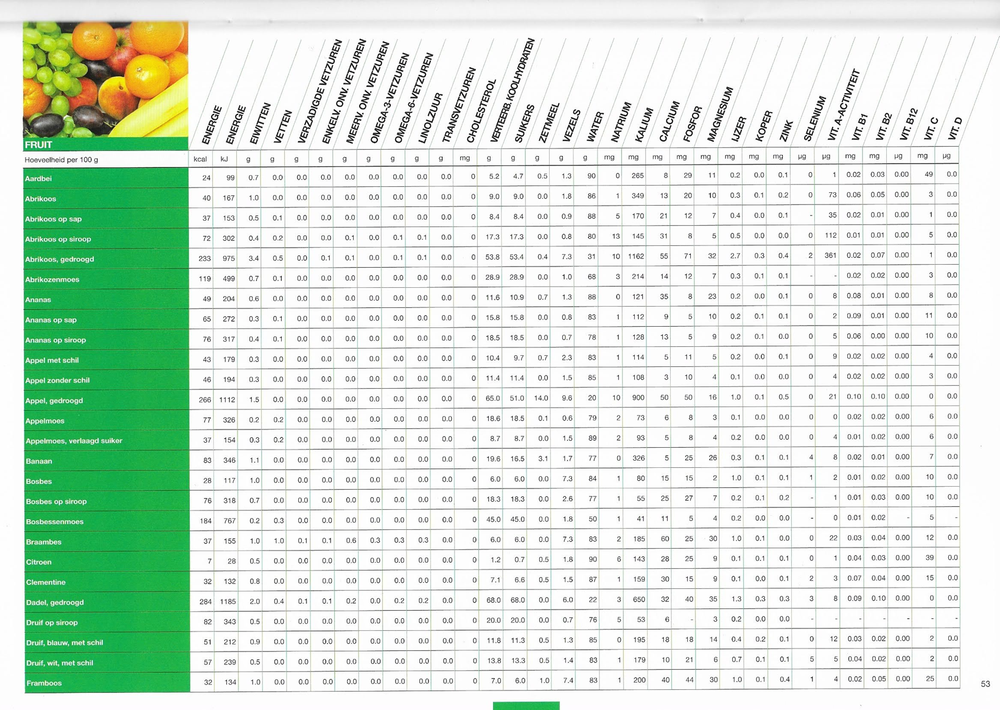 ENERGIE ENERGIE EIWITTEN VETTEN VERZADIGDE VETZUREN ENKELV. ONV. VETZUREN MEERV. ONV. VETZUREN OMEGA-3-VETZUREN OMEGA-6-VETZUREN LINOLZUUR TRANSVETZUREN CHOLESTEROL VERTEERB. KOOLHYDRATEN SUIKERS ZETMEEL VEZELS WATER NATRIUM KALIUM CALCIUM FOSFOR MAGNESIUM IJZER KOPER ZINK SELENIUM VIT. A-ACTIVITEIT VIT. B1 VIT. B2 VIT. B12 VIT. C VIT. D
FRUIT
Hoeveelheid per 100 g kcal kJ g g g g g g g g g mg g g g g g mg mg mg mg mg mg mg mg µg µg mg mg µg mg µg
Aardbei 24 99 0.7 0.0 0.0 0.0 0.0 0.0 0.0 0.0 0.0 0 5.2 4.7 0.5 1.3 90 0 265 8 29 11 0.2 0.0 0.1 0 1 0.02 0.03 0.00 49 0.0
Abrikoos 40 167 1.0 0.0 0.0 0.0 0.0 0.0 0.0 0.0 0.0 0 9.0 9.0 0.0 1.8 86 1 349 13 20 10 0.3 0.1 0.2 0 73 0.06 0.05 0.00 3 0.0
Abrikoos op sap 37 153 0.5 0.1 0.0 0.0 0.0 0.0 0.0 0.0 0.0 0 8.4 8.4 0.0 0.9 88 5 170 21 12 7 0.4 0.0 0.1 - 35 0.02 0.01 0.00 1 0.0
Abrikoos op siroop 72 302 0.4 0.2 0.0 0.0 0.1 0.0 0.1 0.1 0.0 0 17.3 17.3 0.0 0.8 80 13 145 31 8 5 0.5 0.0 0.0 0 112 0.01 0.01 0.00 5 0.0
Abrikoos, gedroogd 233 975 3.4 0.5 0.0 0.1 0.1 0.0 0.1 0.1 0.0 0 53.8 53.4 0.4 7.3 31 10 1162 55 71 32 2.7 0.3 0.4 2 361 0.02 0.07 0.00 1 0.0
Abrikozenmoes 119 499 0.7 0.1 0.0 0.0 0.0 0.0 0.0 0.0 0.0 0 28.9 28.9 0.0 1.0 68 3 214 14 12 7 0.3 0.1 0.1 - - 0.02 0.02 0.00 3 0.0
Ananas 49 204 0.6 0.0 0.0 0.0 0.0 0.0 0.0 0.0 0.0 0 11.6 10.9 0.7 1.3 88 0 121 35 8 23 0.2 0.0 0.1 0 8 0.08 0.01 0.00 8 0.0
Ananas op sap 65 272 0.3 0.1 0.0 0.0 0.0 0.0 0.0 0.0 0.0 0 15.8 15.8 0.0 0.8 83 1 112 9 5 10 0.2 0.1 0.1 0 2 0.09 0.01 0.00 11 0.0
Ananas op siroop 76 317 0.4 0.1 0.0 0.0 0.0 0.0 0.0 0.0 0.0 0 18.5 18.5 0.0 0.7 78 1 128 13 5 9 0.2 0.1 0.0 0 5 0.06 0.00 0.00 10 0.0
Appel met schil 43 179 0.3 0.0 0.0 0.0 0.0 0.0 0.0 0.0 0.0 0 10.4 9.7 0.7 2.3 83 1 114 5 11 5 0.2 0.0 0.1 0 9 0.02 0.02 0.00 4 0.0
Appel zonder schil 46 194 0.3 0.0 0.0 0.0 0.0 0.0 0.0 0.0 0.0 0 11.4 11.4 0.0 1.5 85 1 108 3 10 4 0.1 0.0 0.0 0 4 0.02 0.02 0.00 3 0.0
Appel, gedroogd 266 1112 1.5 0.0 0.0 0.0 0.0 0.0 0.0 0.0 0.0 0 65.0 51.0 14.0 9.6 20 10 900 50 50 16 1.0 0.1 0.5 0 21 0.10 0.10 0.00 0 0.0
Appelmoes 77 326 0.2 0.2 0.0 0.0 0.0 0.0 0.0 0.0 0.0 0 18.6 18.5 0.1 0.6 79 2 73 6 8 3 0.1 0.0 0.0 0 0 0.02 0.02 0.00 6 0.0
Appelmoes, verlaagd suiker 37 154 0.3 0.2 0.0 0.0 0.0 0.0 0.0 0.0 0.0 0 8.7 8.7 0.0 1.5 89 2 93 5 8 4 0.2 0.0 0.0 0 4 0.01 0.02 0.00 6 0.0
Banaan 83 346 1.1 0.0 0.0 0.0 0.0 0.0 0.0 0.0 0.0 0 19.6 16.5 3.1 1.7 77 0 326 5 25 26 0.3 0.1 0.1 4 8 0.02 0.01 0.00 7 0.0
Bosbes 28 117 1.0 0.0 0.0 0.0 0.0 0.0 0.0 0.0 0.0 0 6.0 6.0 0.0 7.3 84 1 80 15 15 2 1.0 0.1 0.1 1 2 0.01 0.02 0.00 10 0.0
Bosbes op siroop 76 318 0.7 0.0 0.0 0.0 0.0 0.0 0.0 0.0 0.0 0 18.3 18.3 0.0 2.6 77 1 55 25 27 7 0.2 0.1 0.2 - 1 0.01 0.03 0.00 10 0.0
Bosbessenmoes 184 767 0.2 0.3 0.0 0.0 0.0 0.0 0.0 0.0 0.0 0 45.0 45.0 0.0 1.8 50 1 41 11 5 4 0.2 0.0 0.0 - 0 0.01 0.02 - 5 -
Braambes 37 155 1.0 1.0 0.1 0.1 0.6 0.3 0.3 0.3 0.0 0 6.0 6.0 0.0 7.3 83 2 185 60 25 30 1.0 0.1 0.0 0 22 0.03 0.04 0.00 12 0.0
Citroen 7 28 0.5 0.0 0.0 0.0 0.0 0.0 0.0 0.0 0.0 0 1.2 0.7 0.5 1.8 90 6 143 28 25 9 0.1 0.1 0.1 0 1 0.04 0.03 0.00 39 0.0
Clementine 32 132 0.8 0.0 0.0 0.0 0.0 0.0 0.0 0.0 0.0 0 7.1 6.6 0.5 1.5 87 1 159 30 15 9 0.1 0.0 0.1 2 3 0.07 0.04 0.00 15 0.0
Dadel, gedroogd 284 1185 2.0 0.4 0.1 0.1 0.2 0.0 0.2 0.2 0.0 0 68.0 68.0 0.0 6.0 22 3 650 32 40 35 1.3 0.3 0.3 3 8 0.09 0.10 0.00 0 0.0
Druif op siroop 82 343 0.5 0.0 0.0 0.0 0.0 0.0 0.0 0.0 0.0 0 20.0 20.0 0.0 0.7 76 5 53 6 - 3 0.2 0.0 0.0 - - - - - - -
Druif, blauw, met schil 51 212 0.9 0.0 0.0 0.0 0.0 0.0 0.0 0.0 0.0 0 11.8 11.3 0.5 1.3 85 0 195 18 18 14 0.4 0.2 0.1 0 12 0.03 0.02 0.00 2 0.0
Druif, wit, met schil 57 239 0.5 0.0 0.0 0.0 0.0 0.0 0.0 0.0 0.0 0 13.8 13.3 0.5 1.4 83 1 179 10 21 6 0.7 0.1 0.1 5 5 0.04 0.02 0.00 2 0.0
Framboos 32 134 1.0 0.0 0.0 0.0 0.0 0.0 0.0 0.0 0.0 0 7.0 6.0 1.0 7.4 83 1 200 40 44 30 1.0 0.1 0.4 1 4 0.02 0.05 0.00 25 0.0
53